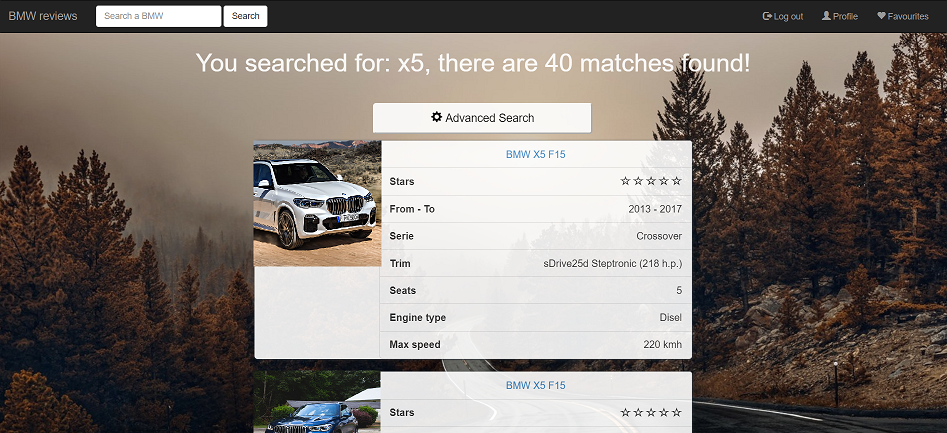 BMW reviews Search a BMW Search Log out Profile Favourites
You searched for: x5, there are 40 matches found!
Advanced Search
BMW X5 F15
Stars ☆ ☆ ☆ ☆ ☆
From - To 2013 - 2017
Serie Crossover
Trim sDrive25d Steptronic (218 h.p.)
Seats 5
Engine type Disel
Max speed 220 kmh
BMW X5 F15
Stars ☆ ☆ ☆ ☆ ☆